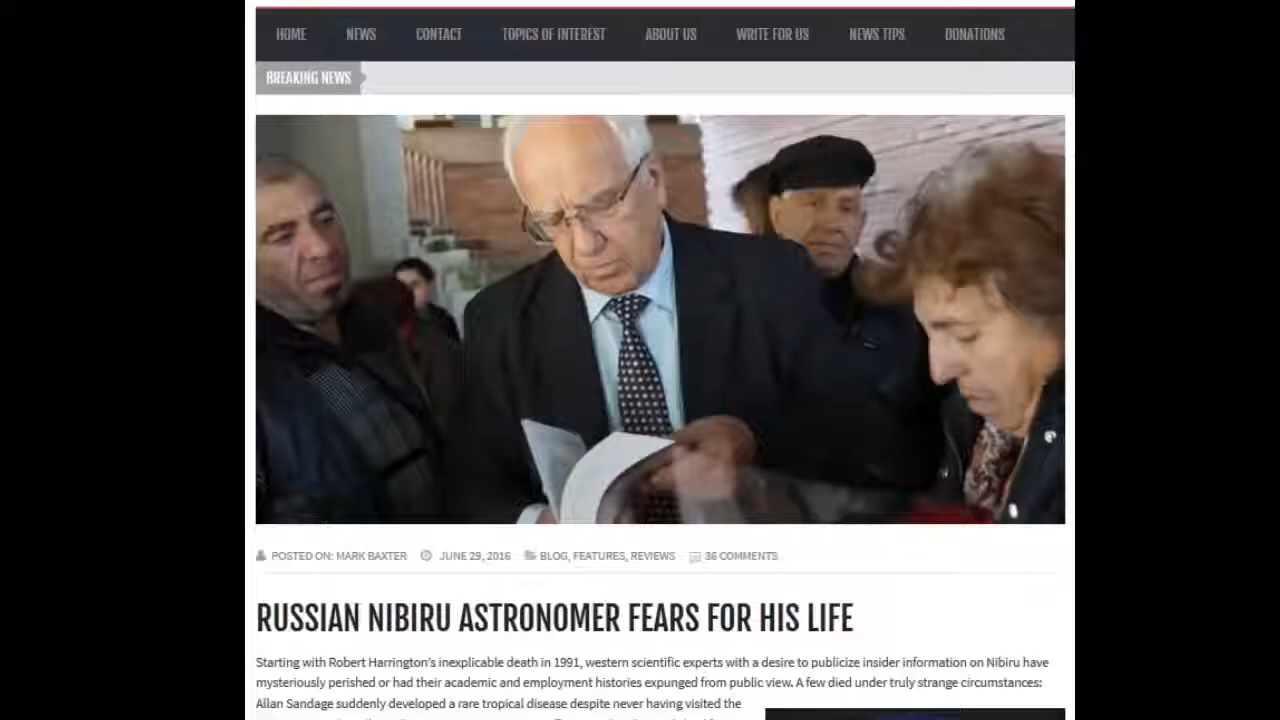 HOME NEWS CONTACT TOPICS OF INTEREST ABOUT US WRITE FOR US NEWS TIPS DONATIONS
BREAKING NEWS
POSTED ON: MARK BAXTER JUNE 29, 2016 BLOG, FEATURES, REVIEWS 36 COMMENTS
RUSSIAN NIBIRU ASTRONOMER FEARS FOR HIS LIFE
Starting with Robert Harrington's inexplicable death in 1991, western scientific experts with a desire to publicize insider information on Nibiru have
mysteriously perished or had their academic and employment histories expunged from public view. A few died under truly strange circumstances:
Allan Sandage suddenly developed a rare tropical disease despite never having visited the